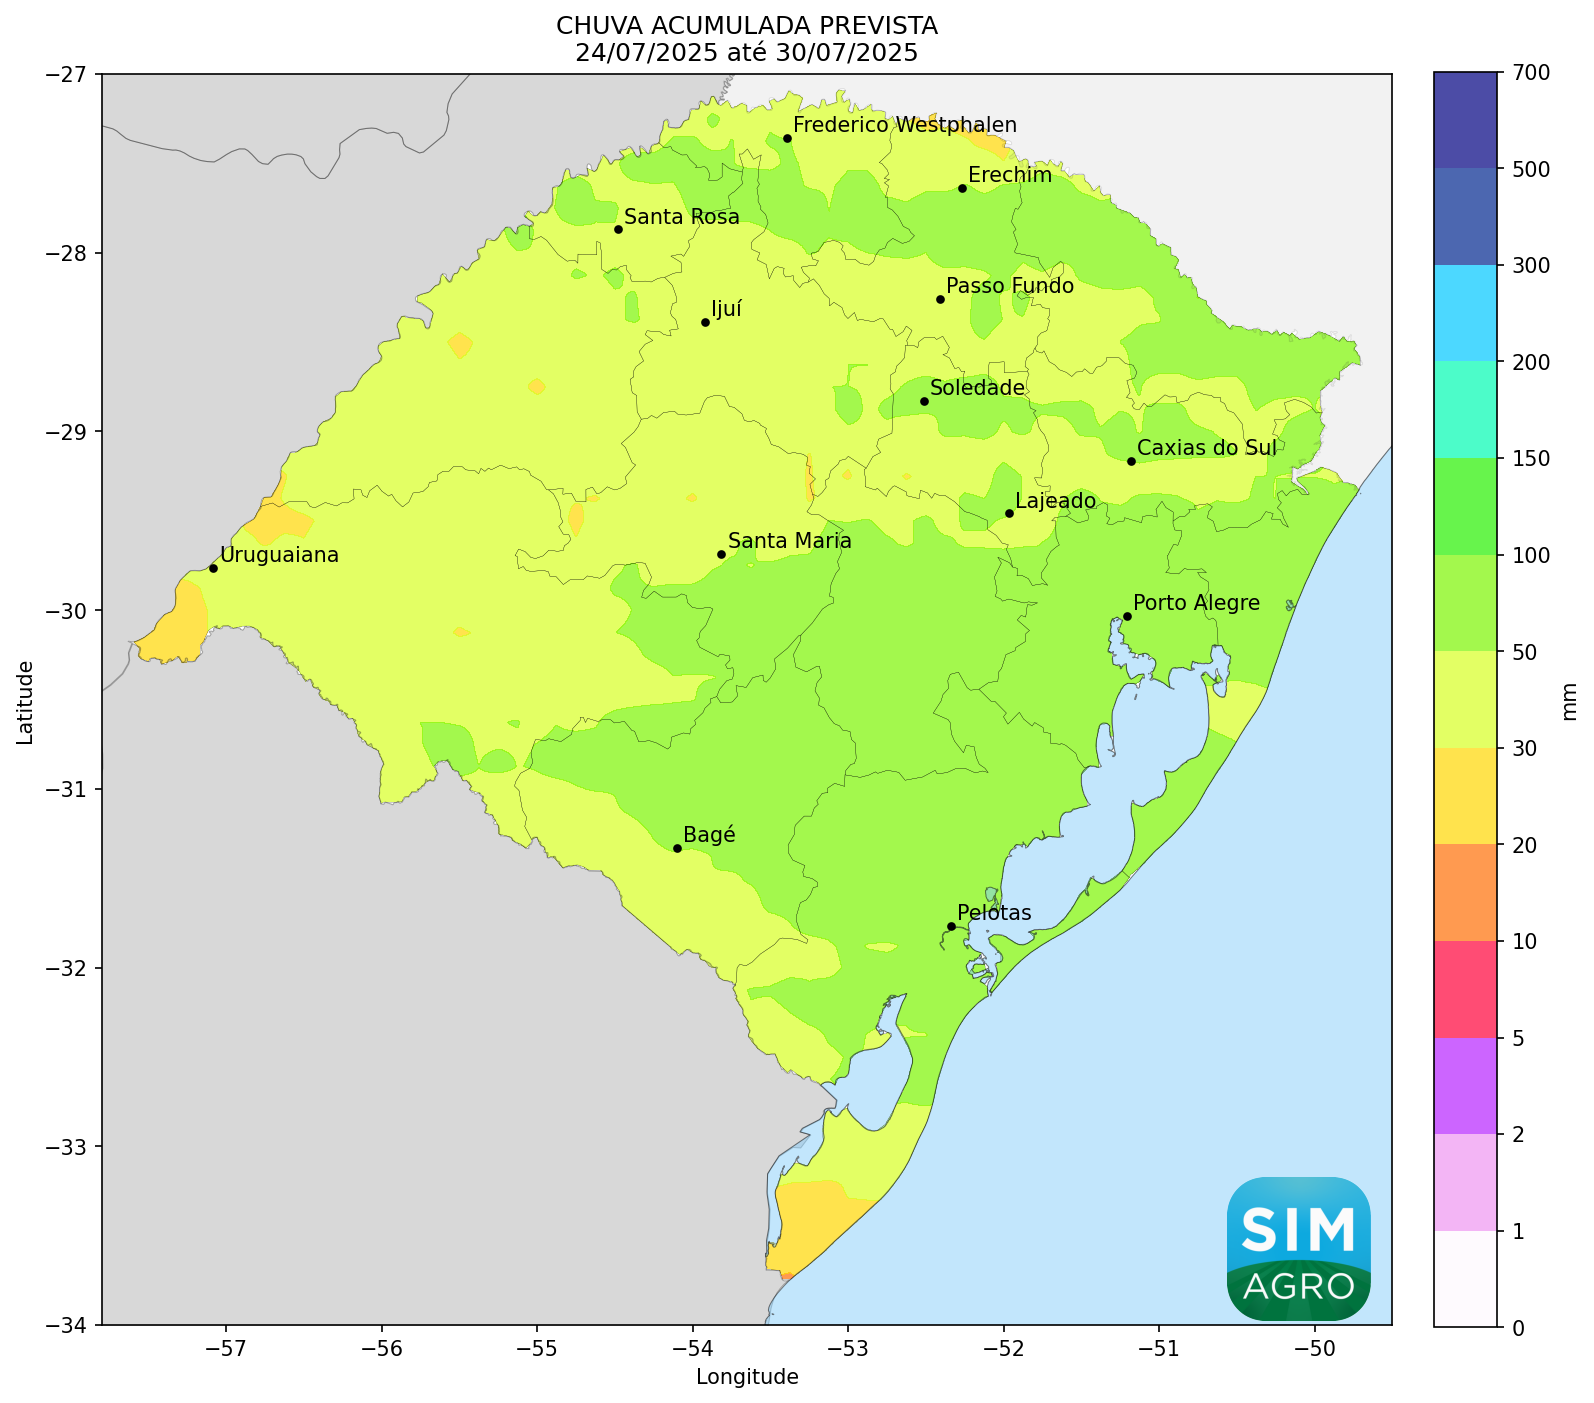 CHUVA ACUMULADA PREVISTA
24/07/2025 até 30/07/2025
−27
−28
−29
−30
−31
−32
−33
−34
Latitude
Frederico Westphalen
Erechim
Santa Rosa
Passo Fundo
Ijuí
Soledade
Caxias do Sul
Lajeado
Santa Maria
Uruguaiana
Porto Alegre
Bagé
Pelotas
SIM
AGRO
−57
−56
−55
−54
−53
−52
−51
−50
Longitude
700
500
300
200
150
100
50
30
20
10
5
2
1
0
mm